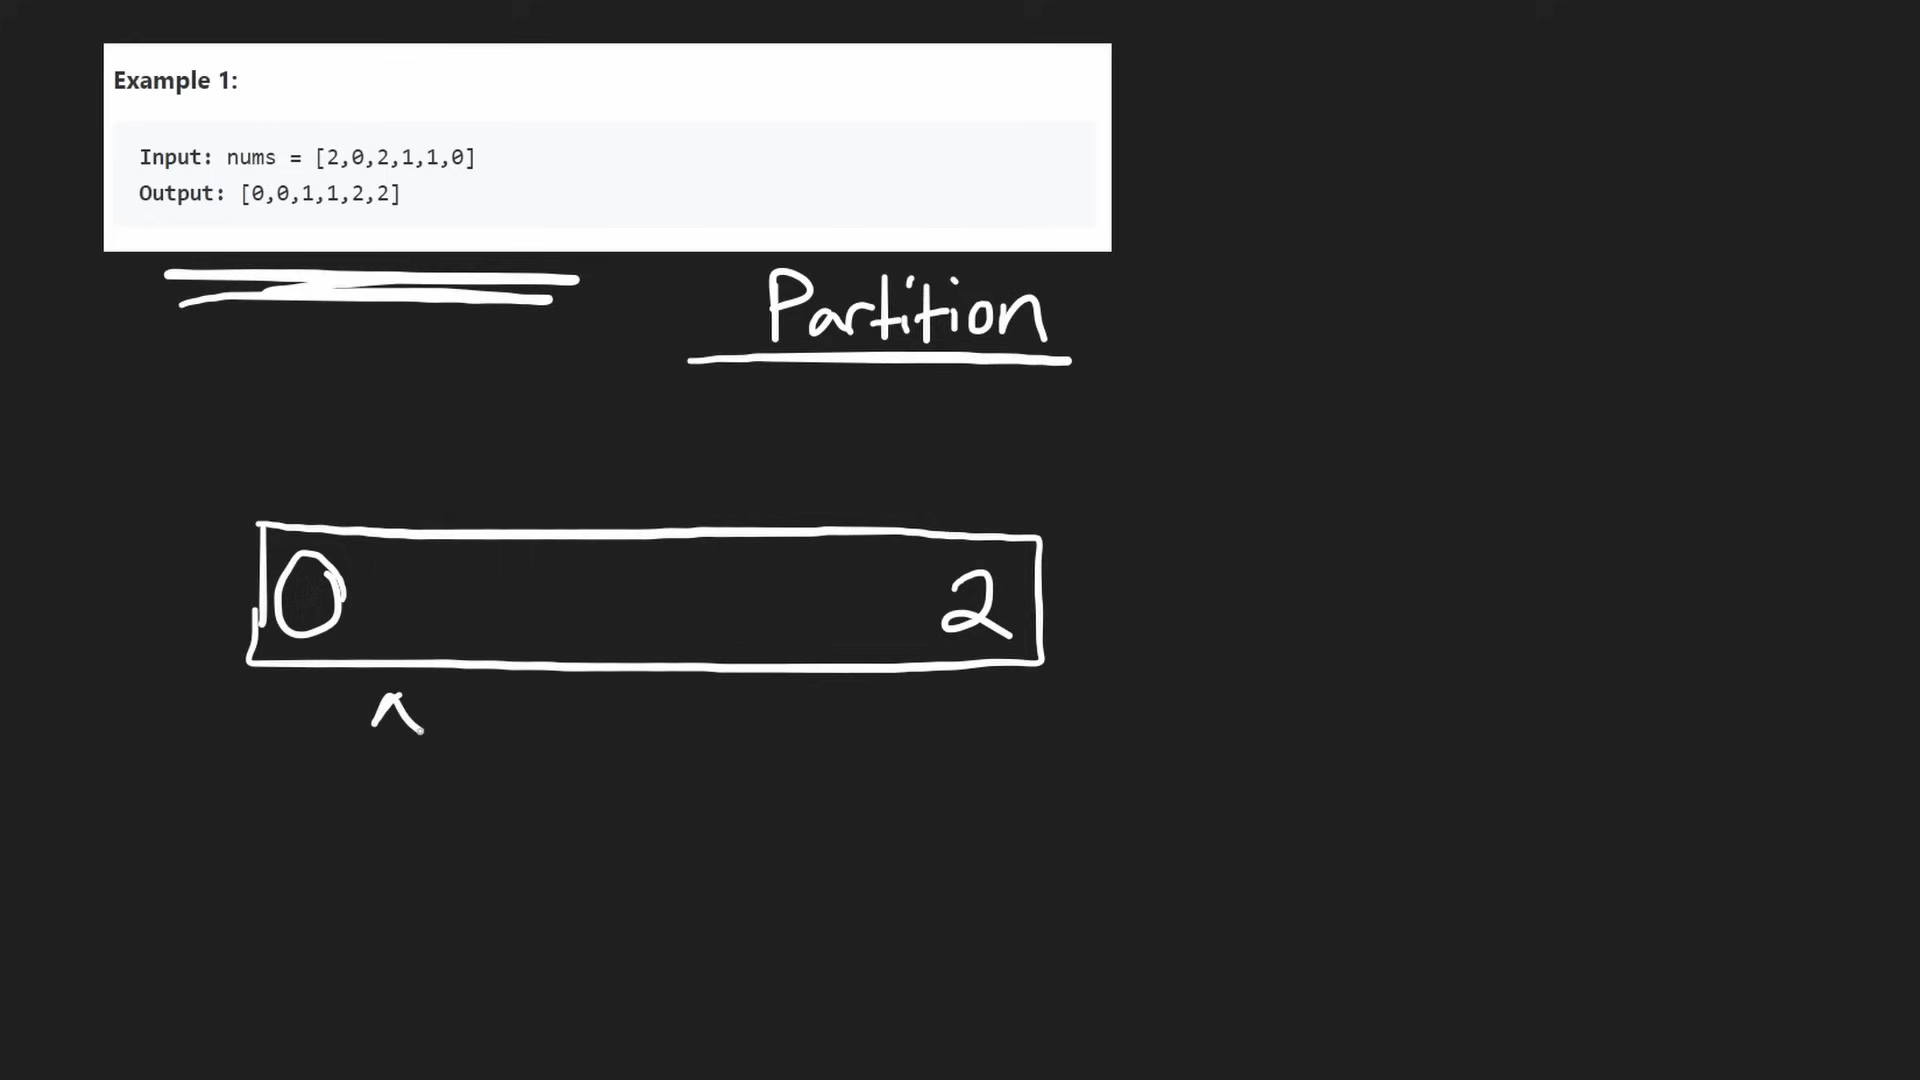 Example 1:
Input: nums = [2,0,2,1,1,0]
Output: [0,0,1,1,2,2]
Partition
0 2